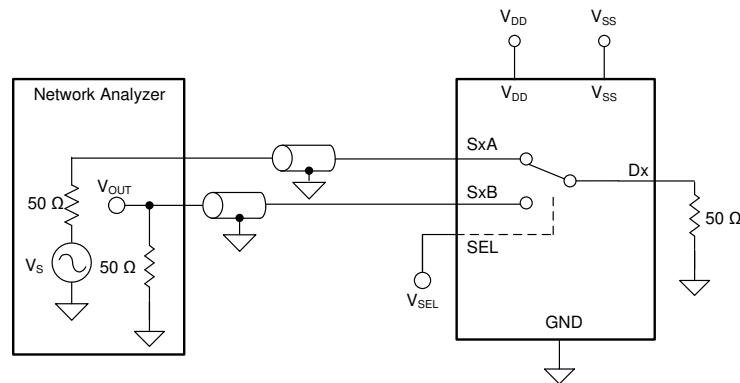 V_DD
V_SS
Network Analyzer
V_DD
V_SS
SxA
Dx
V_OUT
SxB
50 Ω
50 Ω
V_S
50 Ω
SEL
V_SEL
GND